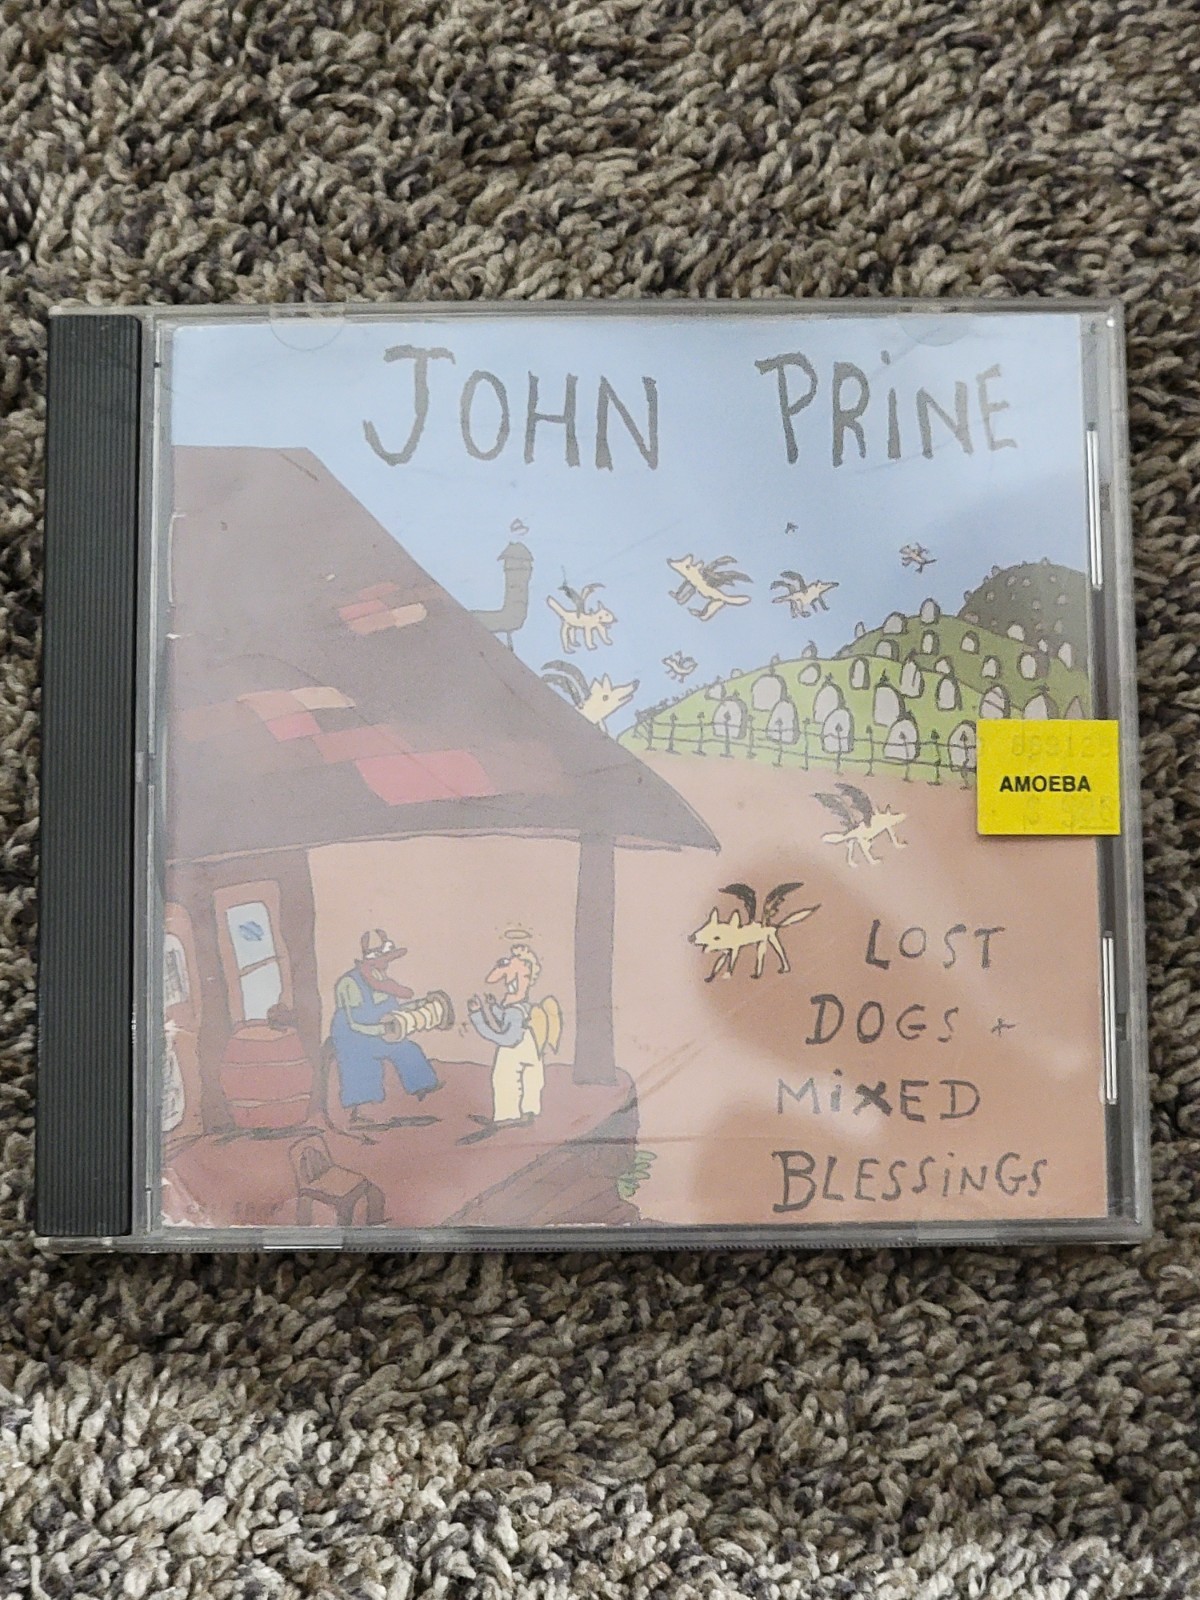 JOHN PRiNE
AMOEBA
LOST
DOGS +
MiXED
BLESSiNGS